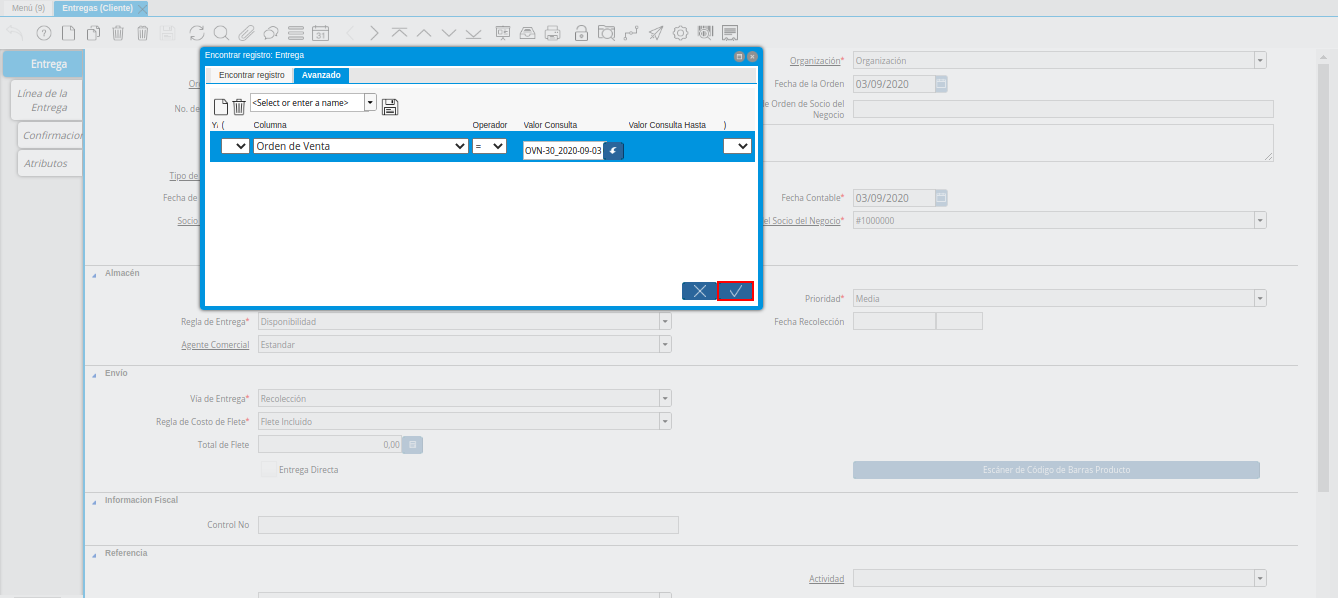 Menú (9)
Entregas (Cliente)
31
Entrega
Línea de la
Entrega
Confirmacion
Atributos
Encontrar registro: Entrega
Encontrar registro
Avanzado
<Select or enter a name>
Y/ ( Columna Operador Valor Consulta Valor Consulta Hasta )
Orden de Venta = OVN-30_2020-09-03
Organización* Organización
Fecha de la Orden 03/09/2020
No. de
e Orden de Socio del
Negocio
Tipo de
Fecha de
Fecha Contable* 03/09/2020
Socio
el Socio del Negocio* #1000000
Almacén
Prioridad* Media
Regla de Entrega* Disponibilidad
Fecha Recolección
Agente Comercial Estandar
Envío
Vía de Entrega* Recolección
Regla de Costo de Flete* Flete Incluido
Total de Flete 0,00
Entrega Directa
Escáner de Código de Barras Producto
Informacion Fiscal
Control No
Referencia
Actividad